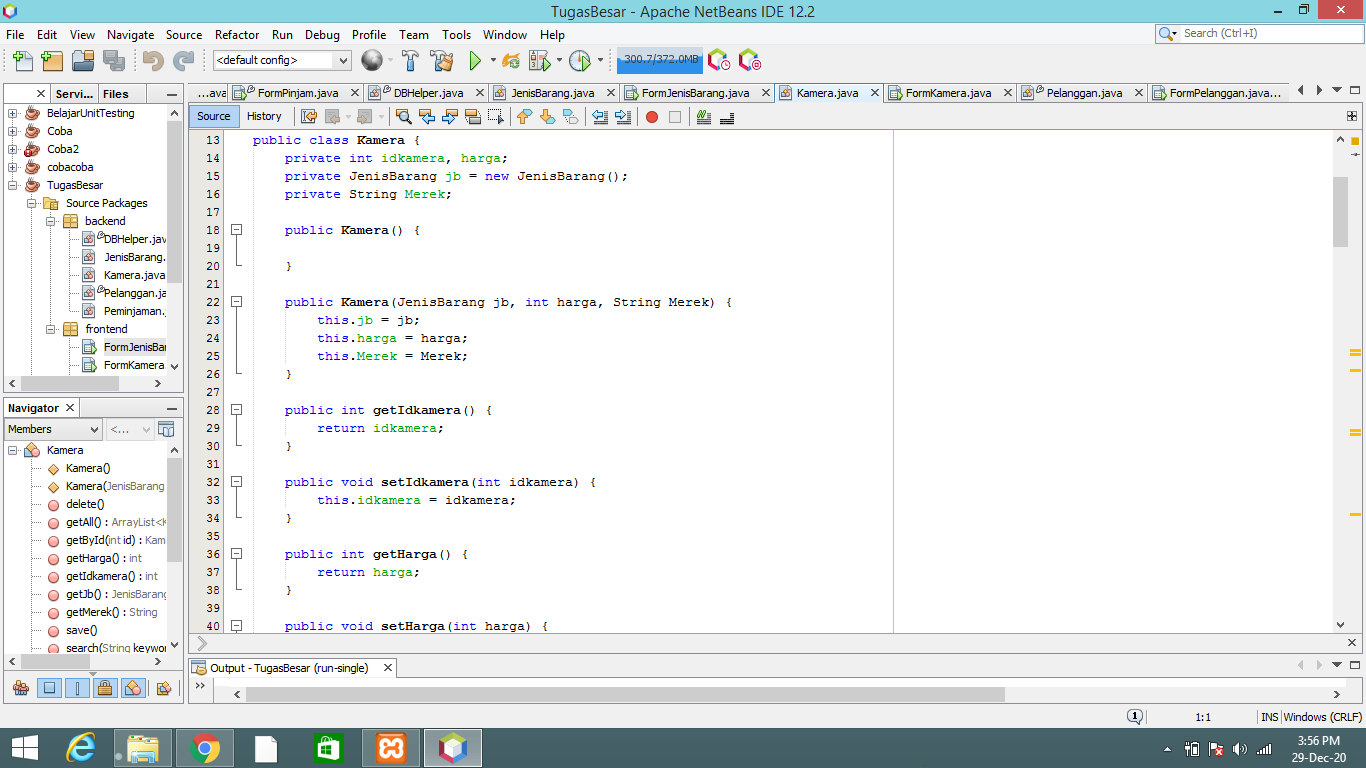 TugasBesar - Apache NetBeans IDE 12.2
File Edit View Navigate Source Refactor Run Debug Profile Team Tools Window Help
Search (Ctrl+I)
<default config>
300.7/372.0MB
Servi... Files
...ava FormPinjam.java DBHelper.java JenisBarang.java FormJenisBarang.java Kamera.java FormKamera.java Pelanggan.java FormPelanggan.java...
Source History
BelajarUnitTesting
Coba
Coba2
cobacoba
TugasBesar
Source Packages
backend
DBHelper.jav
JenisBarang.
Kamera.java
Pelanggan.ja
Peminjaman.
frontend
FormJenisBar
FormKamera.
13 public class Kamera {
14 private int idkamera, harga;
15 private JenisBarang jb = new JenisBarang();
16 private String Merek;
17
18 public Kamera() {
19
20 }
21
22 public Kamera(JenisBarang jb, int harga, String Merek) {
23 this.jb = jb;
24 this.harga = harga;
25 this.Merek = Merek;
26 }
27
28 public int getIdkamera() {
29 return idkamera;
30 }
31
32 public void setIdkamera(int idkamera) {
33 this.idkamera = idkamera;
34 }
35
36 public int getHarga() {
37 return harga;
38 }
39
40 public void setHarga(int harga) {
Navigator
Members
<...
Kamera
Kamera()
Kamera(JenisBarang
delete()
getAll() : ArrayList<K
getById(int id) : Kam
getHarga() : int
getIdkamera() : int
getJb() : JenisBarang
getMerek() : String
save()
search(String keywor
Output - TugasBesar (run-single)
1
1:1
INS
Windows (CRLF)
3:56 PM
29-Dec-20